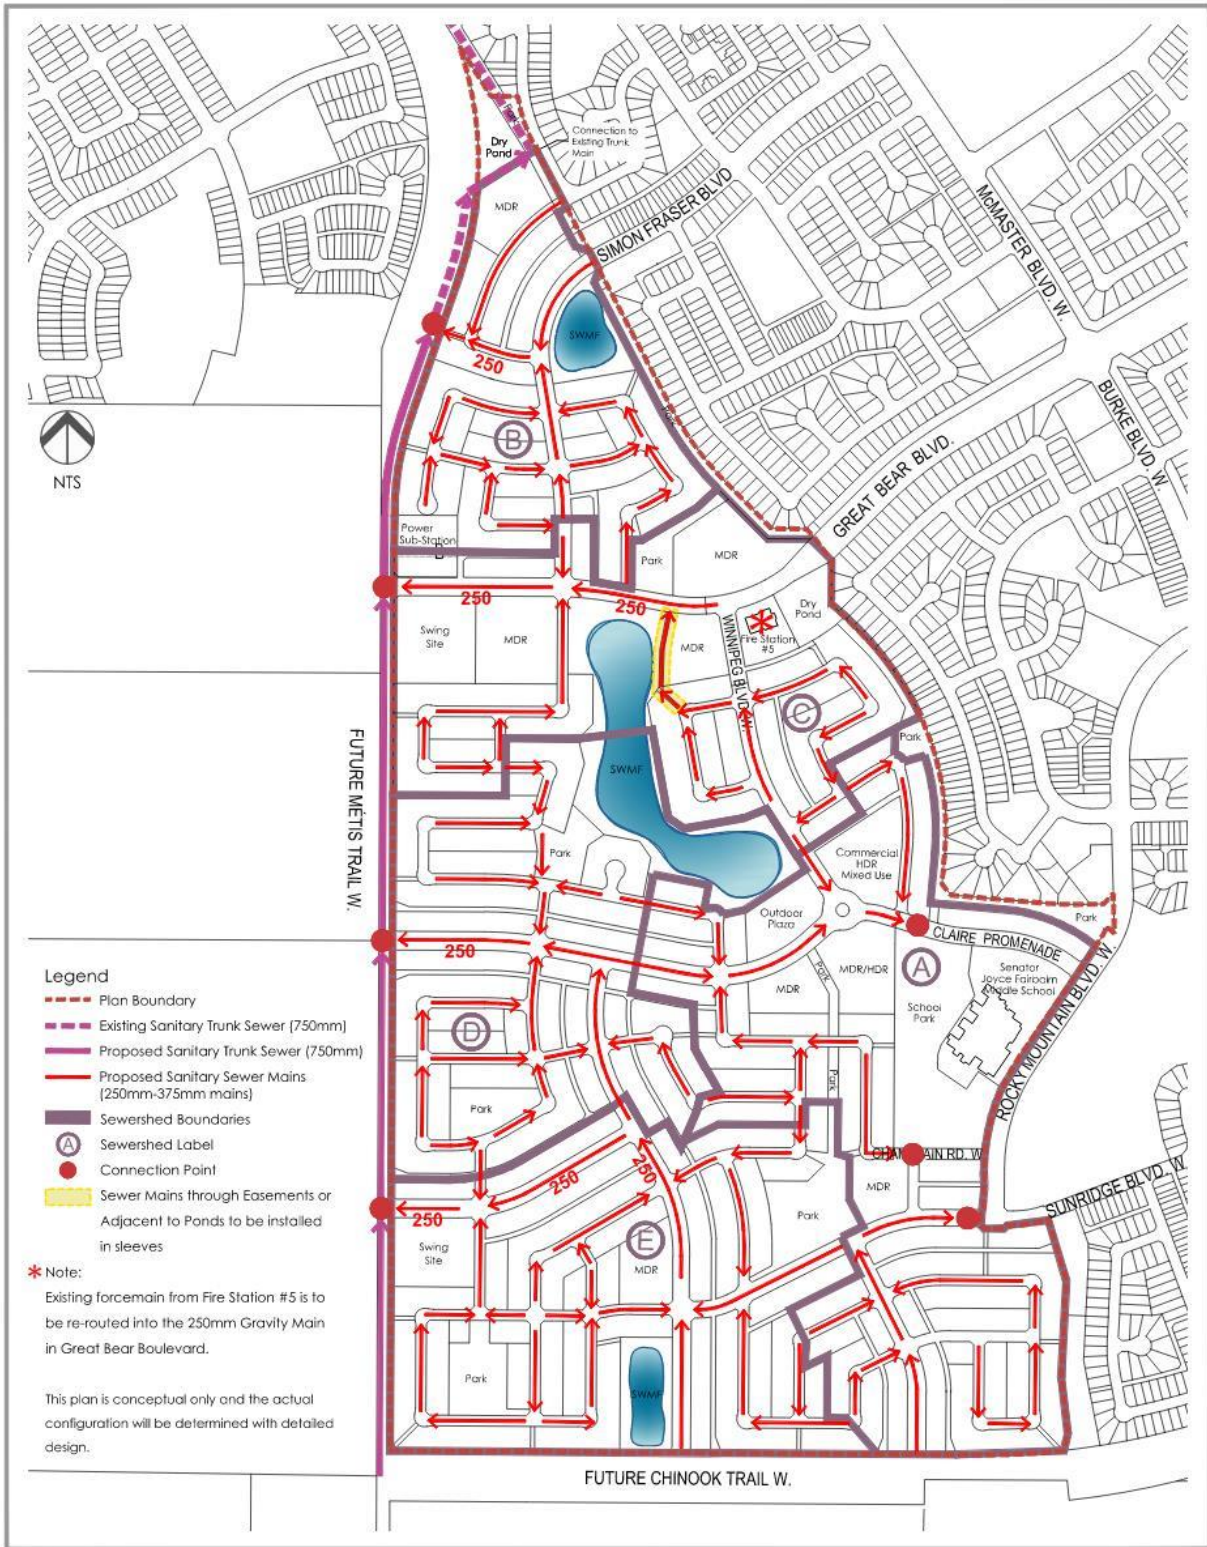 Park
Dry
Pond
Connection to
Existing Trunk
Main
MDR
SIMON FRASER BLVD
McMASTER BLVD. W.
SWMF
250
BURKE BLVD. W.
Park
B
GREAT BEAR BLVD.
NTS
Power
Sub-Station
Park
MDR
250
250
Dry
Pond
Swing
Site
MDR
WINNIPEG BLVD. W.
Fire Station
#5
MDR
C
Park
FUTURE MÉTIS TRAIL W.
SWMF
Park
Commercial
HDR
Mixed Use
Outdoor
Plaza
Park
CLAIRE PROMENADE
250
A
MDR/HDR
Park
MDR
Senator
Joyce Fairbairn
Middle School
School
Park
ROCKY MOUNTAIN BLVD. W.
Legend
Plan Boundary
Existing Sanitary Trunk Sewer (750mm)
Proposed Sanitary Trunk Sewer (750mm)
Proposed Sanitary Sewer Mains
(250mm-375mm mains)
Sewershed Boundaries
A Sewershed Label
Connection Point
Sewer Mains through Easements or
Adjacent to Ponds to be installed
in sleeves
* Note:
Existing forcemain from Fire Station #5 is to
be re-routed into the 250mm Gravity Main
in Great Bear Boulevard.
This plan is conceptual only and the actual
configuration will be determined with detailed
design.
D
Park
Park
250
250
250
MDR
SUNRIDGE BLVD. W.
Park
Swing
Site
E
MDR
Park
SWMF
FUTURE CHINOOK TRAIL W.